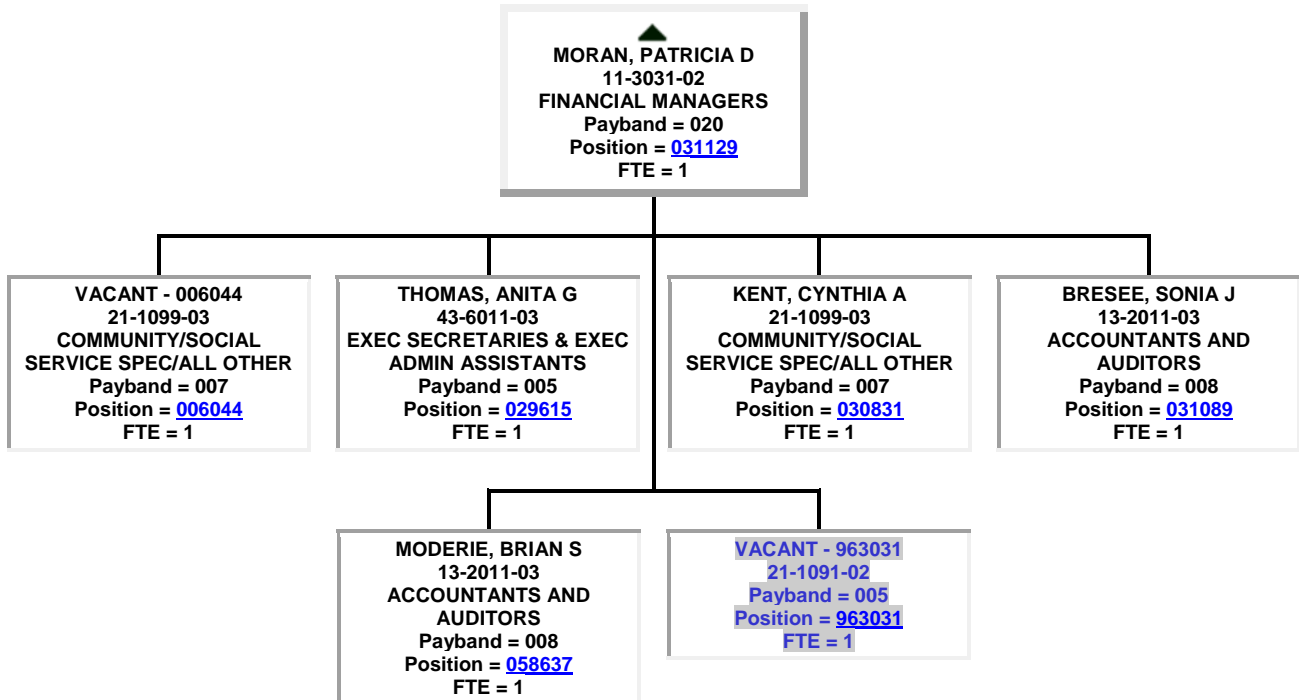 MORAN, PATRICIA D
11-3031-02
FINANCIAL MANAGERS
Payband = 020
Position = 031129
FTE = 1
VACANT - 006044
21-1099-03
COMMUNITY/SOCIAL
SERVICE SPEC/ALL OTHER
Payband = 007
Position = 006044
FTE = 1
THOMAS, ANITA G
43-6011-03
EXEC SECRETARIES & EXEC
ADMIN ASSISTANTS
Payband = 005
Position = 029615
FTE = 1
KENT, CYNTHIA A
21-1099-03
COMMUNITY/SOCIAL
SERVICE SPEC/ALL OTHER
Payband = 007
Position = 030831
FTE = 1
BRESEE, SONIA J
13-2011-03
ACCOUNTANTS AND
AUDITORS
Payband = 008
Position = 031089
FTE = 1
MODERIE, BRIAN S
13-2011-03
ACCOUNTANTS AND
AUDITORS
Payband = 008
Position = 058637
FTE = 1
VACANT - 963031
21-1091-02
Payband = 005
Position = 963031
FTE = 1